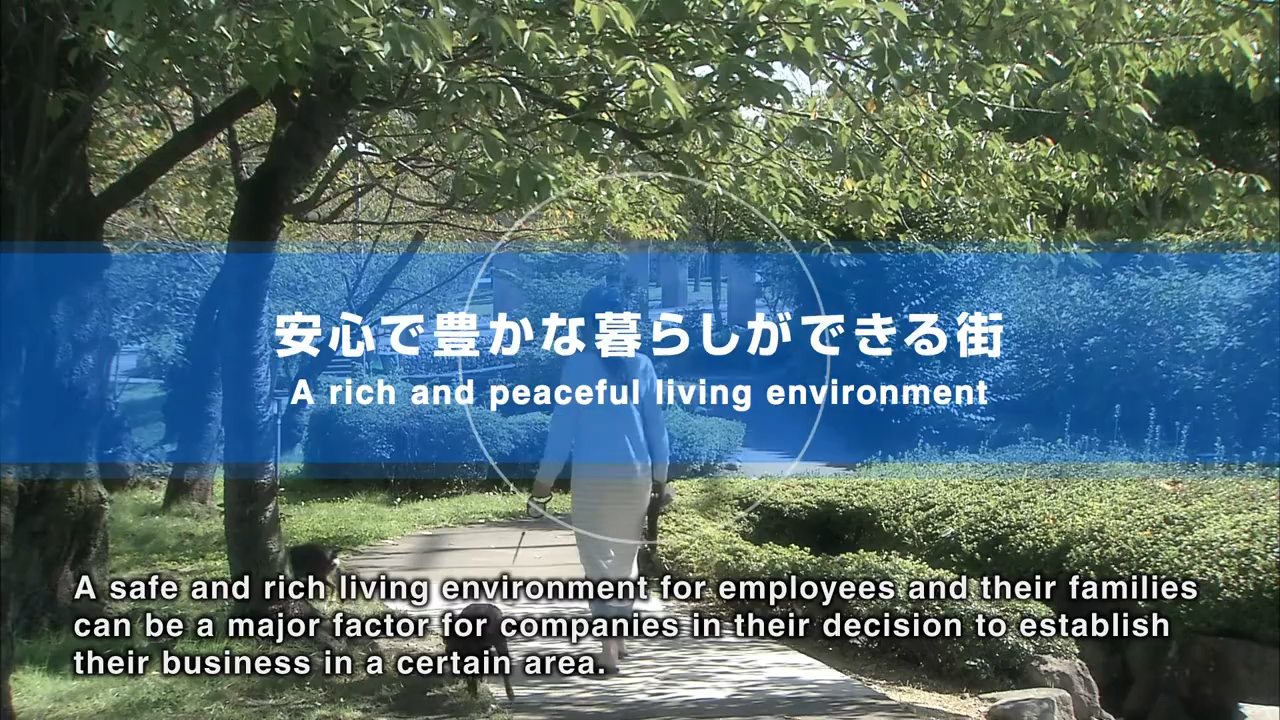 安心で豊かな暮らしができる街
A rich and peaceful living environment
A safe and rich living environment for employees and their families
can be a major factor for companies in their decision to establish
their business in a certain area.